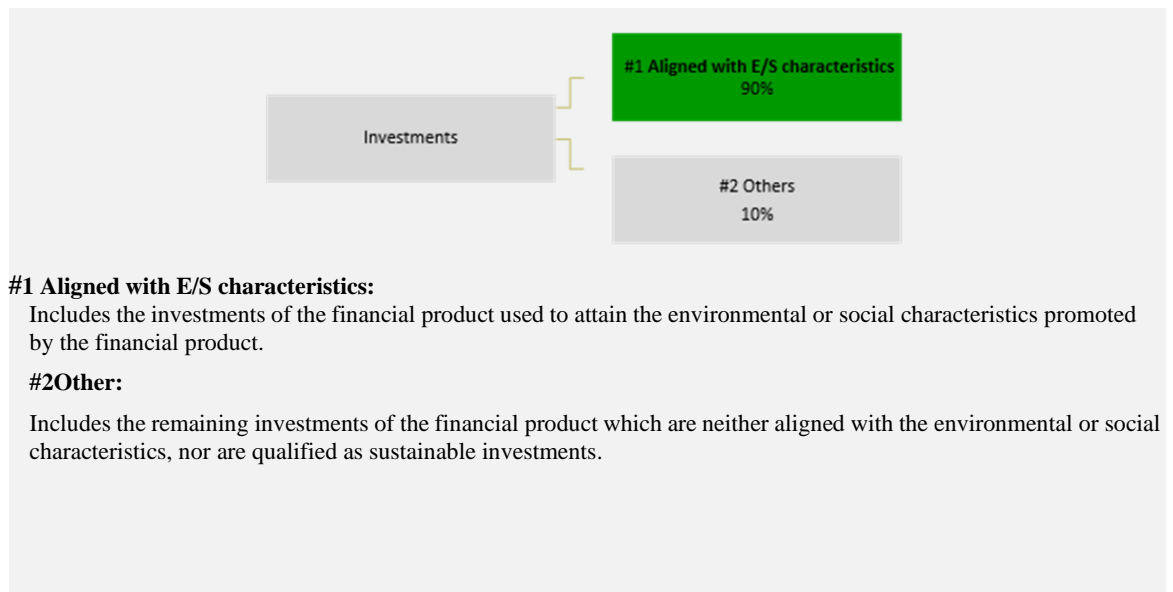 #1 Aligned with E/S characteristics
90%
Investments
#2 Others
10%
#1 Aligned with E/S characteristics:
Includes the investments of the financial product used to attain the environmental or social characteristics promoted
by the financial product.
#2Other:
Includes the remaining investments of the financial product which are neither aligned with the environmental or social
characteristics, nor are qualified as sustainable investments.